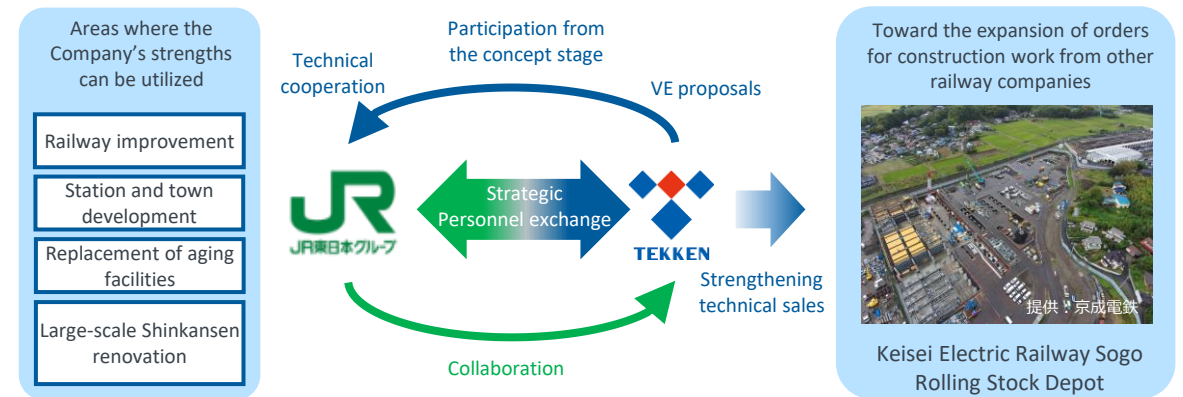 Areas where the
Company's strengths
can be utilized
Railway improvement
Station and town
development
Replacement of aging
facilities
Large-scale Shinkansen
renovation
Participation from
the concept stage
Technical
cooperation
VE proposals
JR
JR東日本グループ
Strategic
Personnel exchange
TEKKEN
Strengthening
technical sales
Collaboration
Toward the expansion of orders
for construction work from other
railway companies
提供：京成電鉄
Keisei Electric Railway Sogo
Rolling Stock Depot